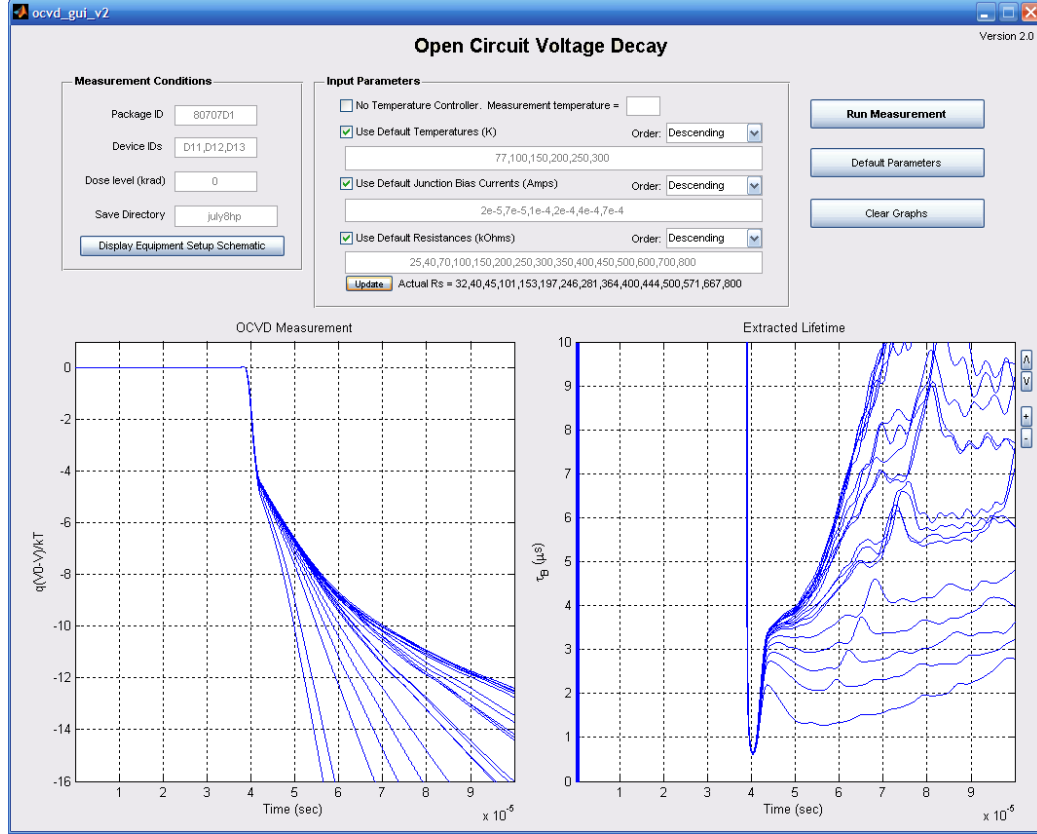 ocvd_gui_v2
Version 2.0
Open Circuit Voltage Decay
Measurement Conditions
Package ID 80707D1
Device IDs D11,D12,D13
Dose level (krad) 0
Save Directory july8hp
Display Equipment Setup Schematic
Input Parameters
No Temperature Controller. Measurement temperature =
Use Default Temperatures (K) Order: Descending
77,100,150,200,250,300
Use Default Junction Bias Currents (Amps) Order: Descending
2e-5,7e-5,1e-4,2e-4,4e-4,7e-4
Use Default Resistances (kOhms) Order: Descending
25,40,70,100,150,200,250,300,350,400,450,500,600,700,800
Update Actual Rs = 32,40,45,101,153,197,246,281,364,400,444,500,571,667,800
Run Measurement
Default Parameters
Clear Graphs
OCVD Measurement
q(V0-V)/kT
0
-2
-4
-6
-8
-10
-12
-14
-16
1 2 3 4 5 6 7 8 9
Time (sec)
x 10^-5
Extracted Lifetime
τ_B (μs)
10
9
8
7
6
5
4
3
2
1
0
0 1 2 3 4 5 6 7 8 9
Time (sec)
x 10^-5
Λ
V
+
-